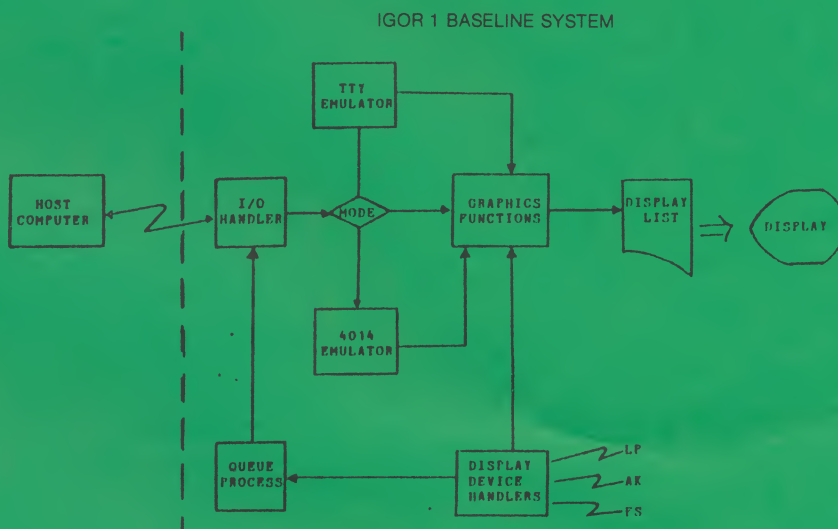 IGOR 1 BASELINE SYSTEM
TTY
EMULATOR
HOST
COMPUTER
I/O
HANDLER
MODE
GRAPHICS
FUNCTIONS
DISPLAY
LIST
DISPLAY
4014
EMULATOR
QUEUE
PROCESS
DISPLAY
DEVICE
HANDLERS
LP
AK
FS